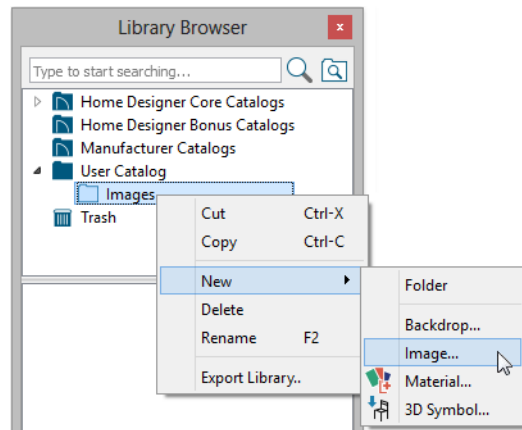 Library Browser
x
Type to start searching...
Home Designer Core Catalogs
Home Designer Bonus Catalogs
Manufacturer Catalogs
User Catalog
Images
Trash
Cut Ctrl-X
Copy Ctrl-C
New
Delete
Rename F2
Export Library..
Folder
Backdrop...
Image...
Material...
3D Symbol...